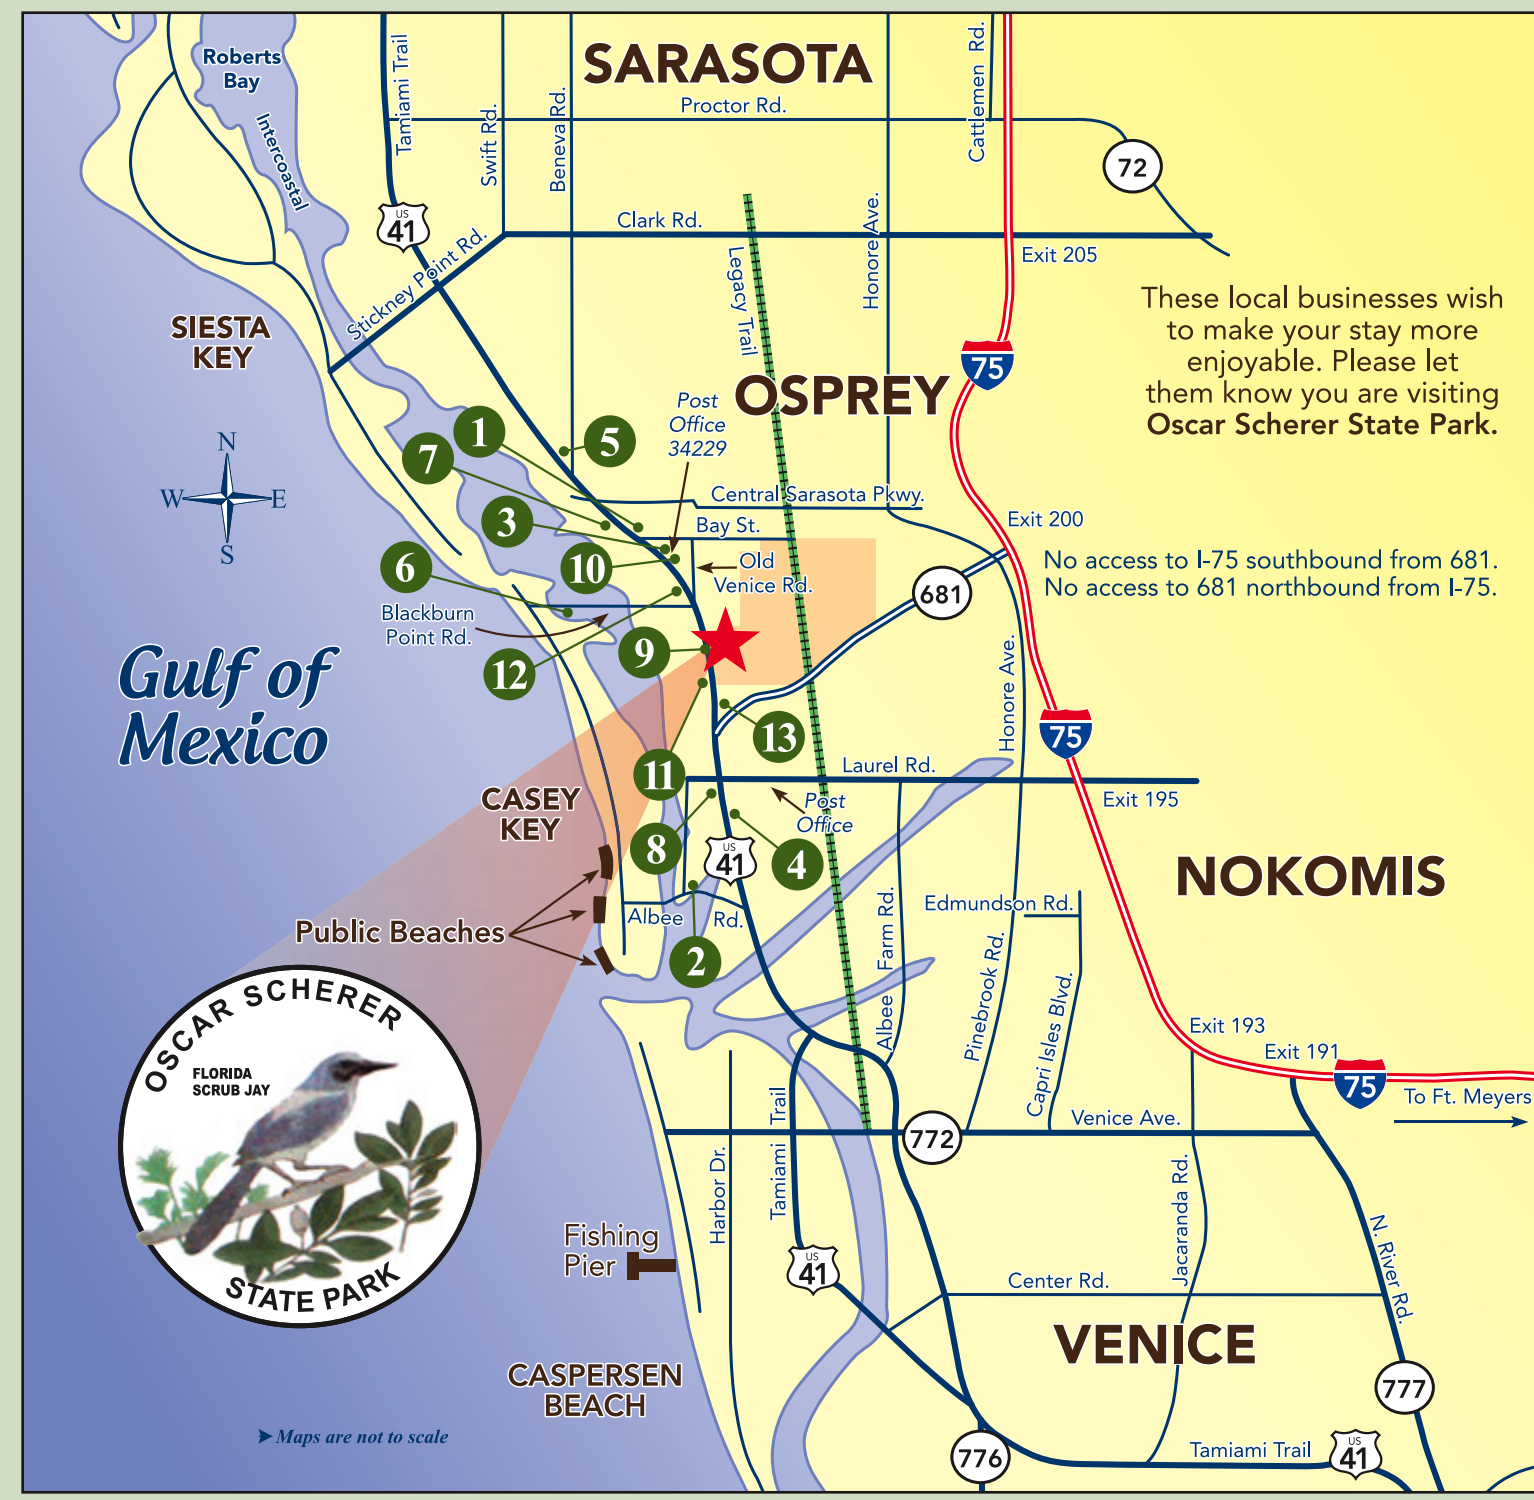 SARASOTA
Roberts
Bay
Intercoastal
Tamiami Trail
Swift Rd.
Beneva Rd.
Proctor Rd.
Cattlemen Rd.
72
US
41
Clark Rd.
Stickney Point Rd.
Legacy Trail
Honore Ave.
Exit 205
These local businesses wish
to make your stay more
enjoyable. Please let
them know you are visiting
Oscar Scherer State Park.
SIESTA
KEY
75
OSPREY
Post
Office
34229
1
5
7
N
W
E
S
3
Central Sarasota Pkwy.
Bay St.
Exit 200
6
10
Old
Venice Rd.
681
No access to I-75 southbound from 681.
No access to 681 northbound from I-75.
Blackburn
Point Rd.
Gulf of
Mexico
9
12
Honore Ave.
75
13
11
Laurel Rd.
Exit 195
CASEY
KEY
Post
Office
8
US
41
4
NOKOMIS
Public Beaches
Albee Rd.
2
Albee Farm Rd.
Edmundson Rd.
Pinebrook Rd.
Capri Isles Blvd.
OSCAR SCHERER
FLORIDA
SCRUB JAY
STATE PARK
Exit 193
Exit 191
75
To Ft. Meyers
Tamiami Trail
772
Venice Ave.
Harbor Dr.
Jacaranda Rd.
N. River Rd.
Fishing
Pier
US
41
Center Rd.
VENICE
CASPERSEN
BEACH
777
Maps are not to scale
776
Tamiami Trail
US
41